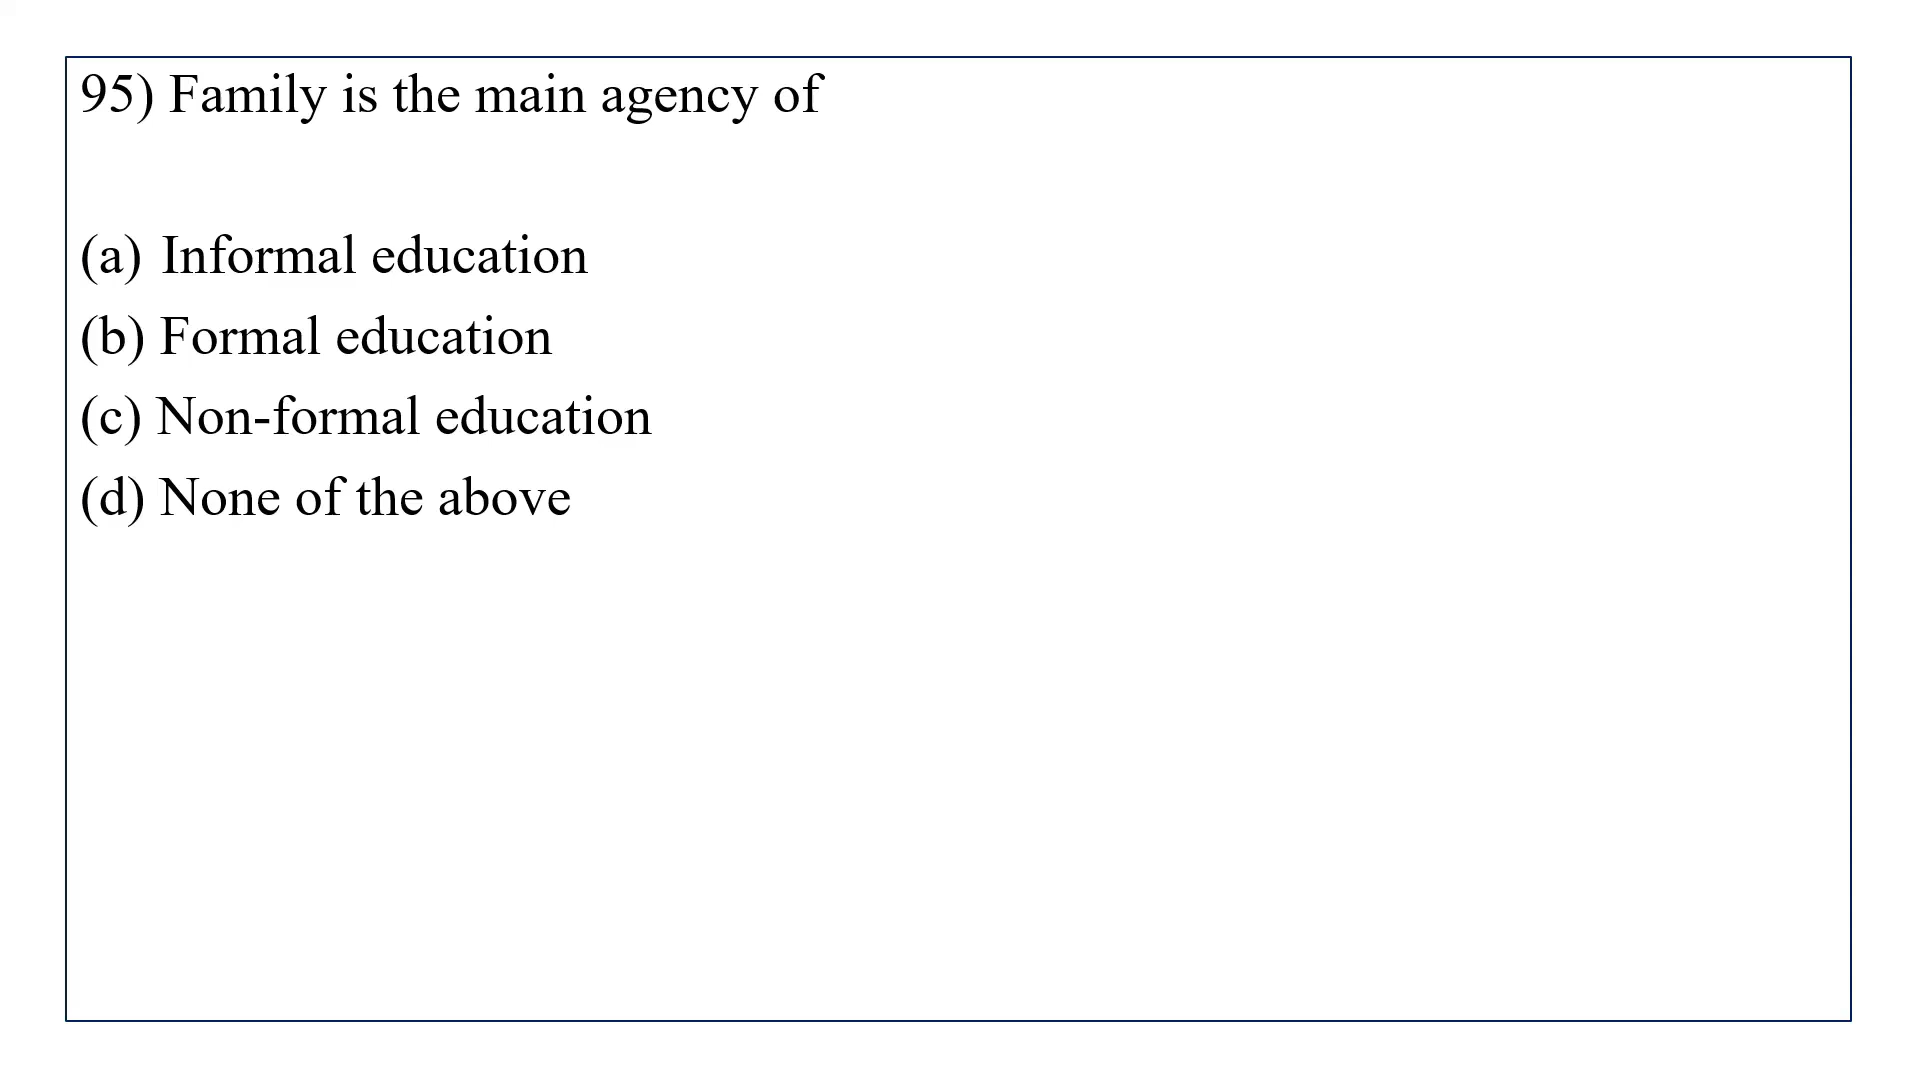 95) Family is the main agency of
(a) Informal education
(b) Formal education
(c) Non-formal education
(d) None of the above